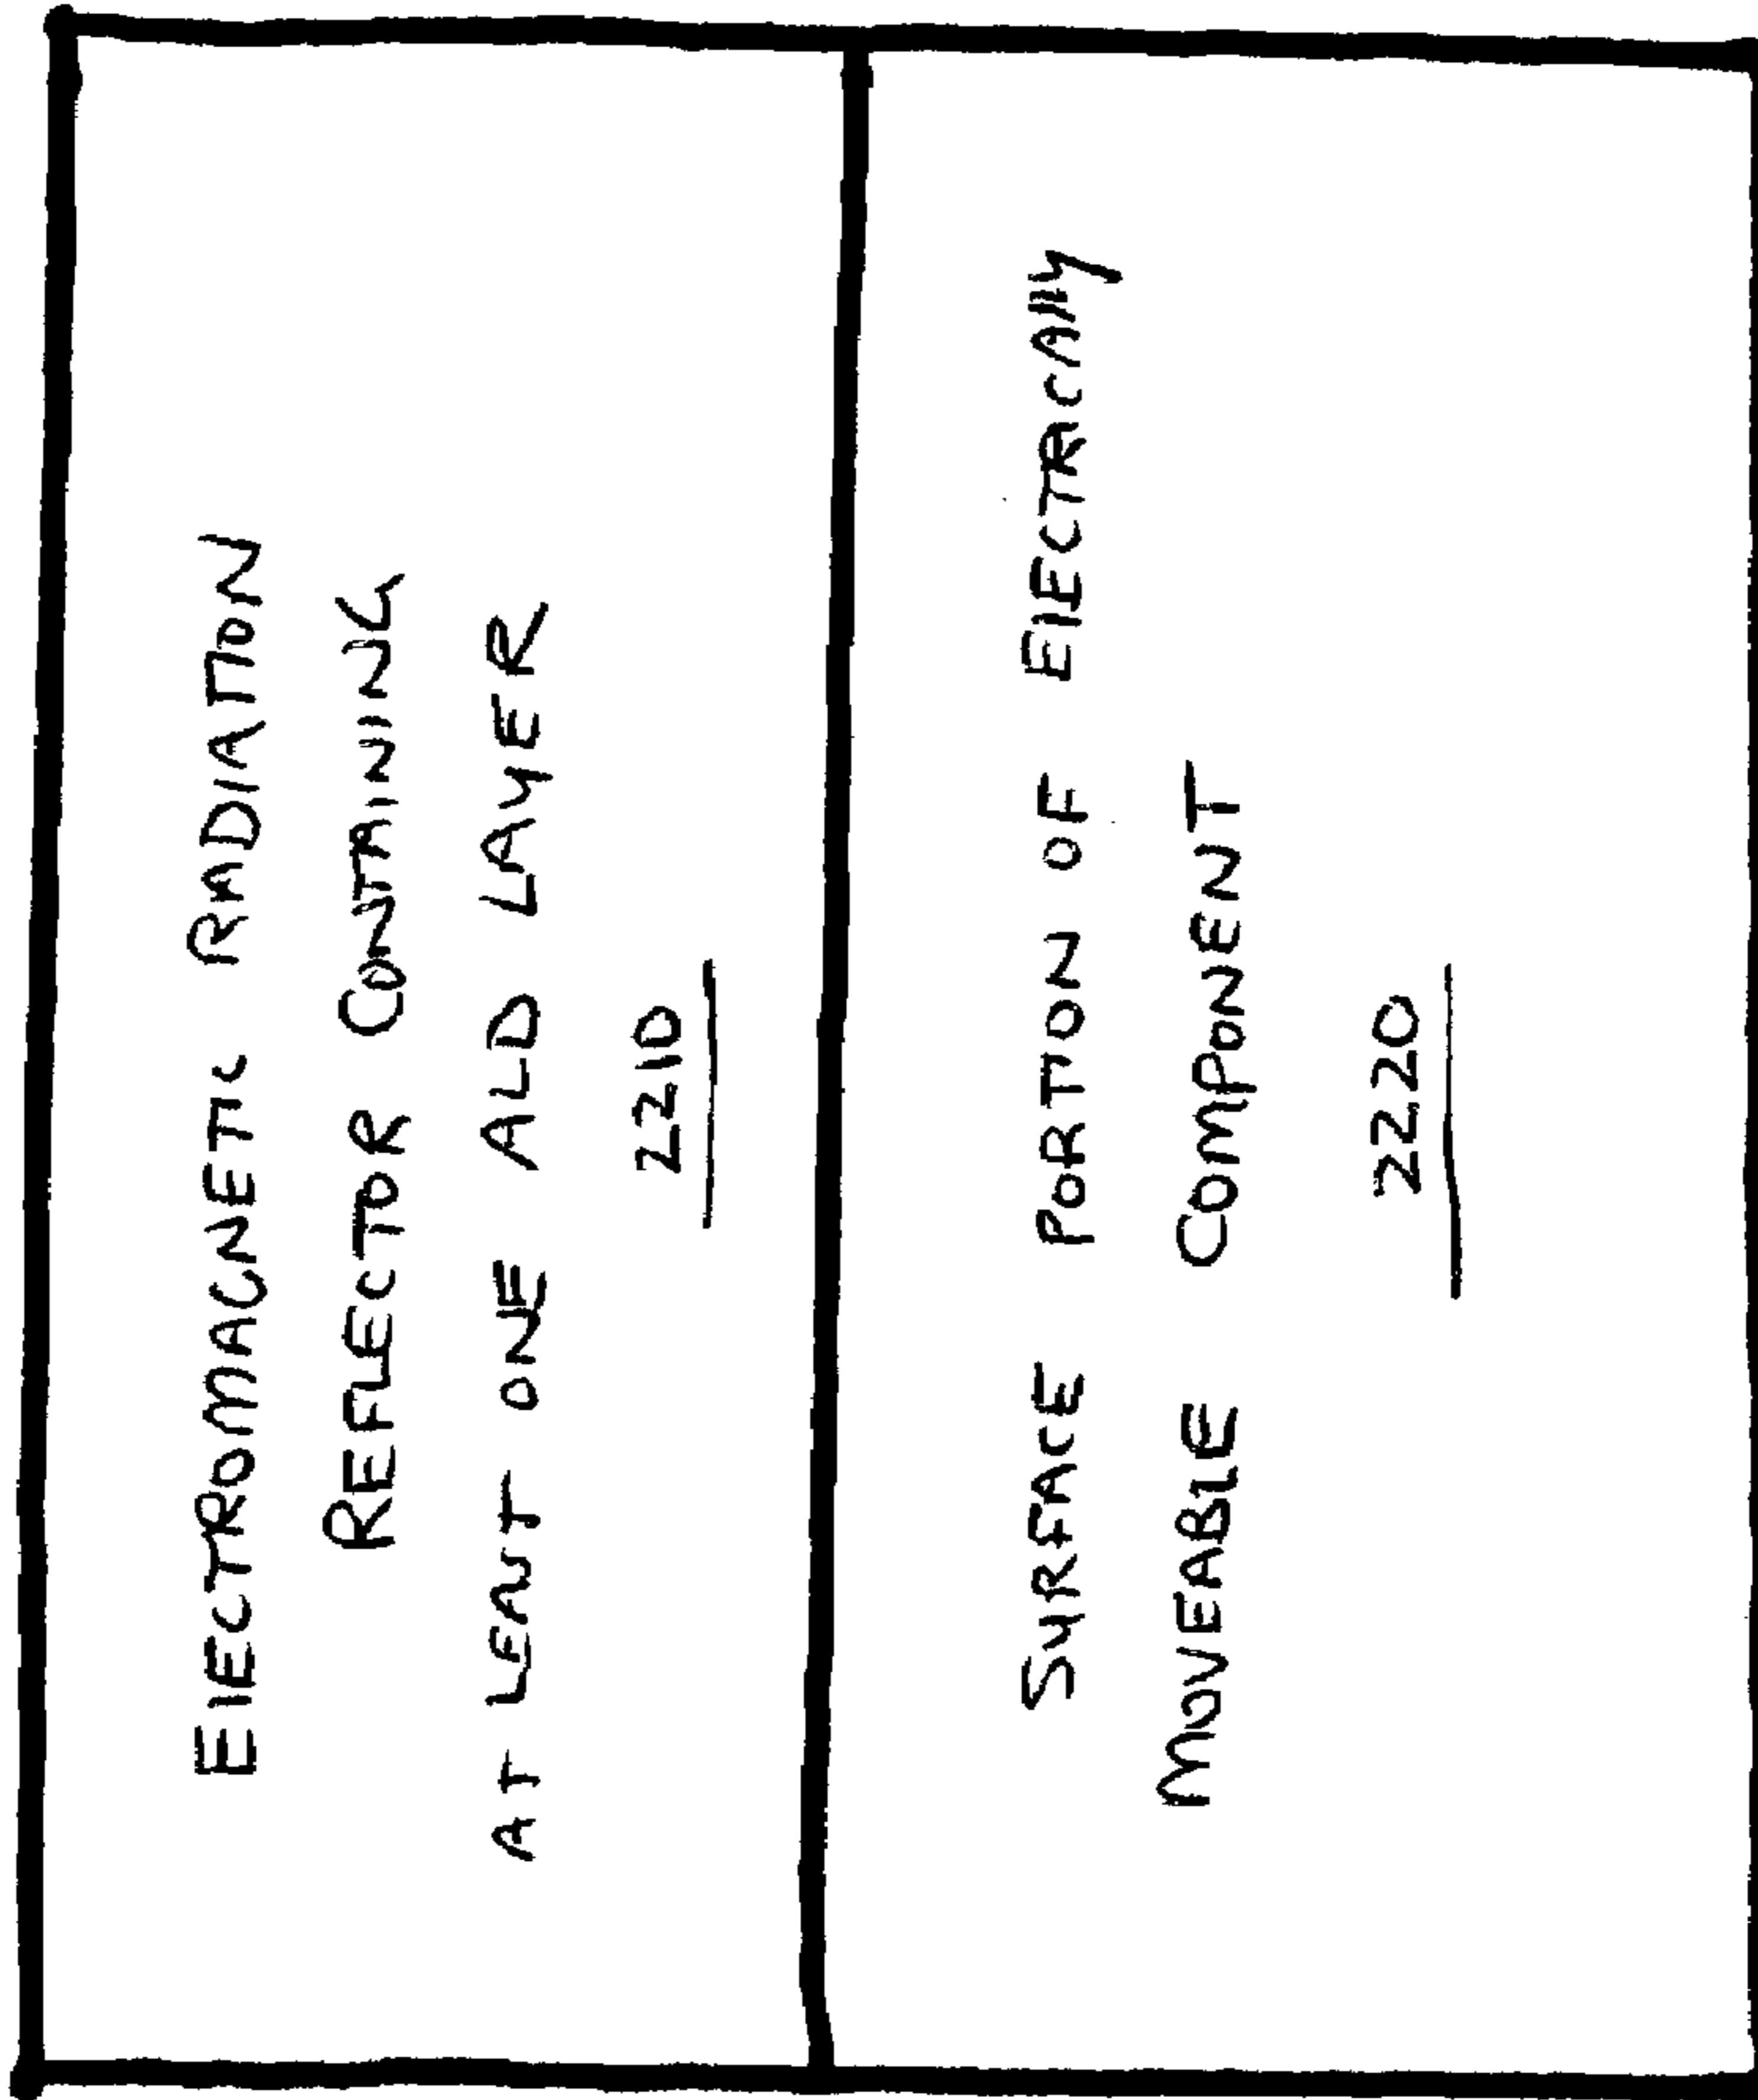 ElECTROMAGNETIC RADIATION
REFLECTOR CONTAINING
AT LEAST ONE ALD LAYER
2210
SURFACE PORTION OF ElECTRICAlly
MOVEABlE COMPONENT
2220